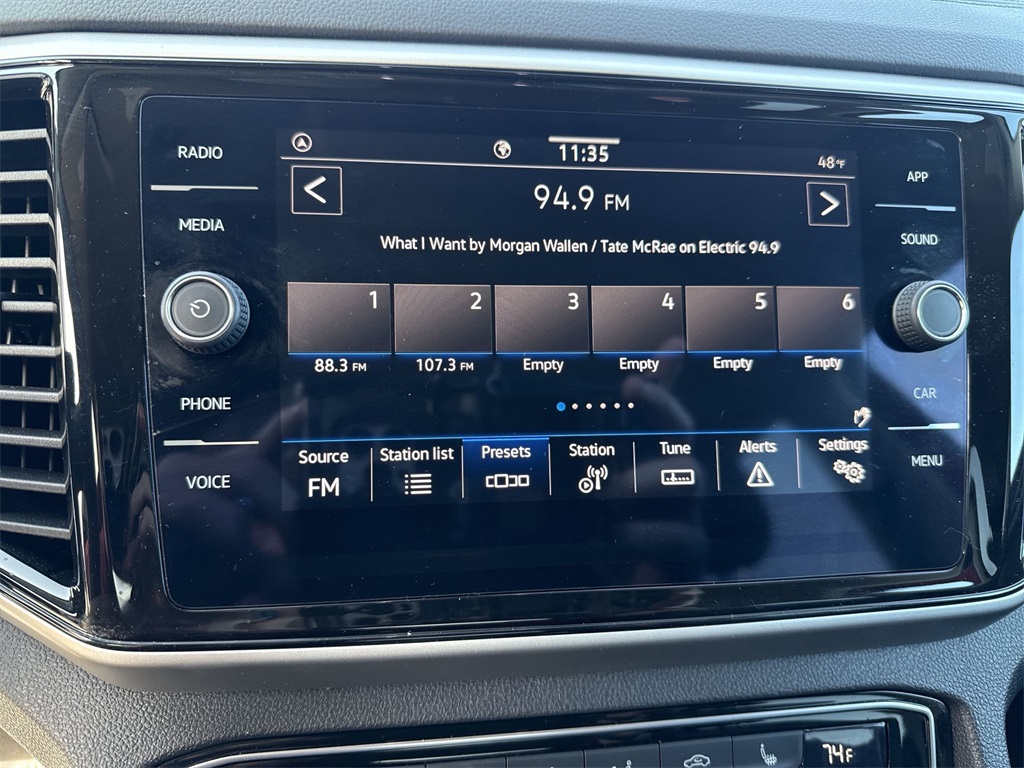 RADIO
MEDIA
PHONE
VOICE
11:35
48°F
< 94.9 FM >
What I Want by Morgan Wallen / Tate McRae on Electric 94.9
1 2 3 4 5 6
88.3 FM 107.3 FM Empty Empty Empty Empty
Source Station list Presets Station Tune Alerts Settings
FM
APP
SOUND
CAR
MENU
74°F